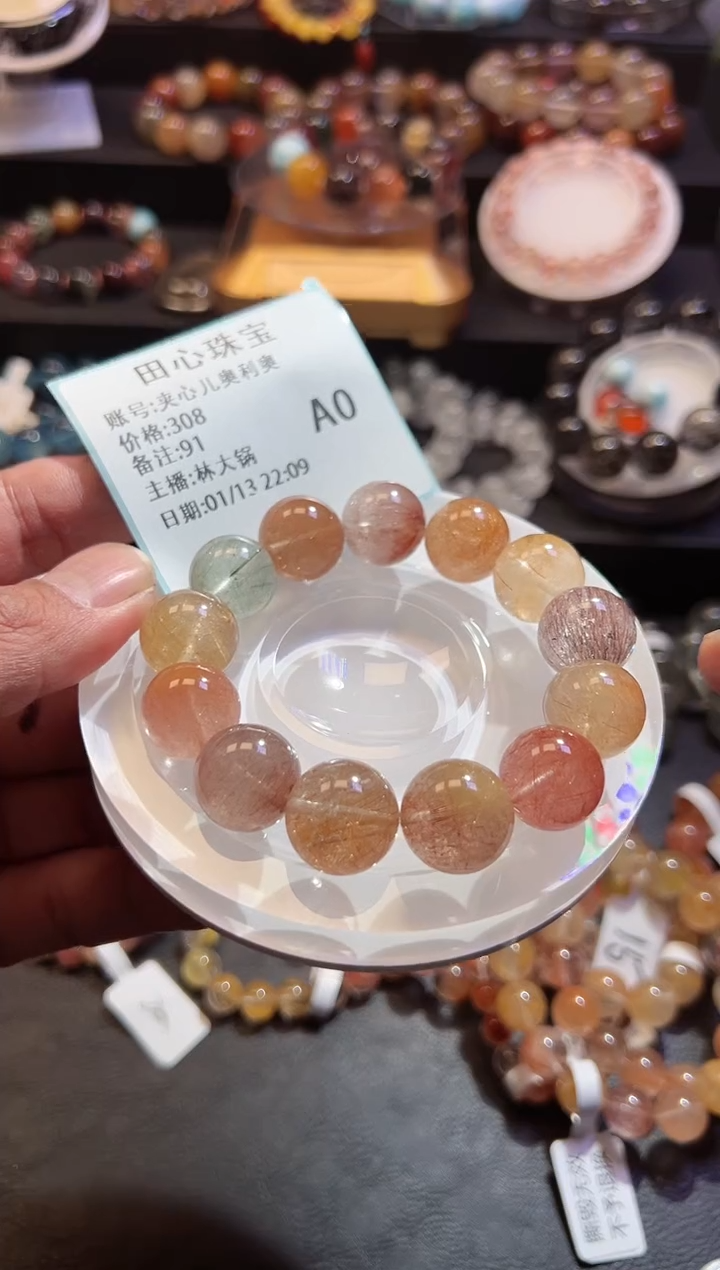 田心珠宝
账号:夹心儿奥利奥
价格:308
A0
备注:91
主播:林大锅
日期:01/13 22:09
15